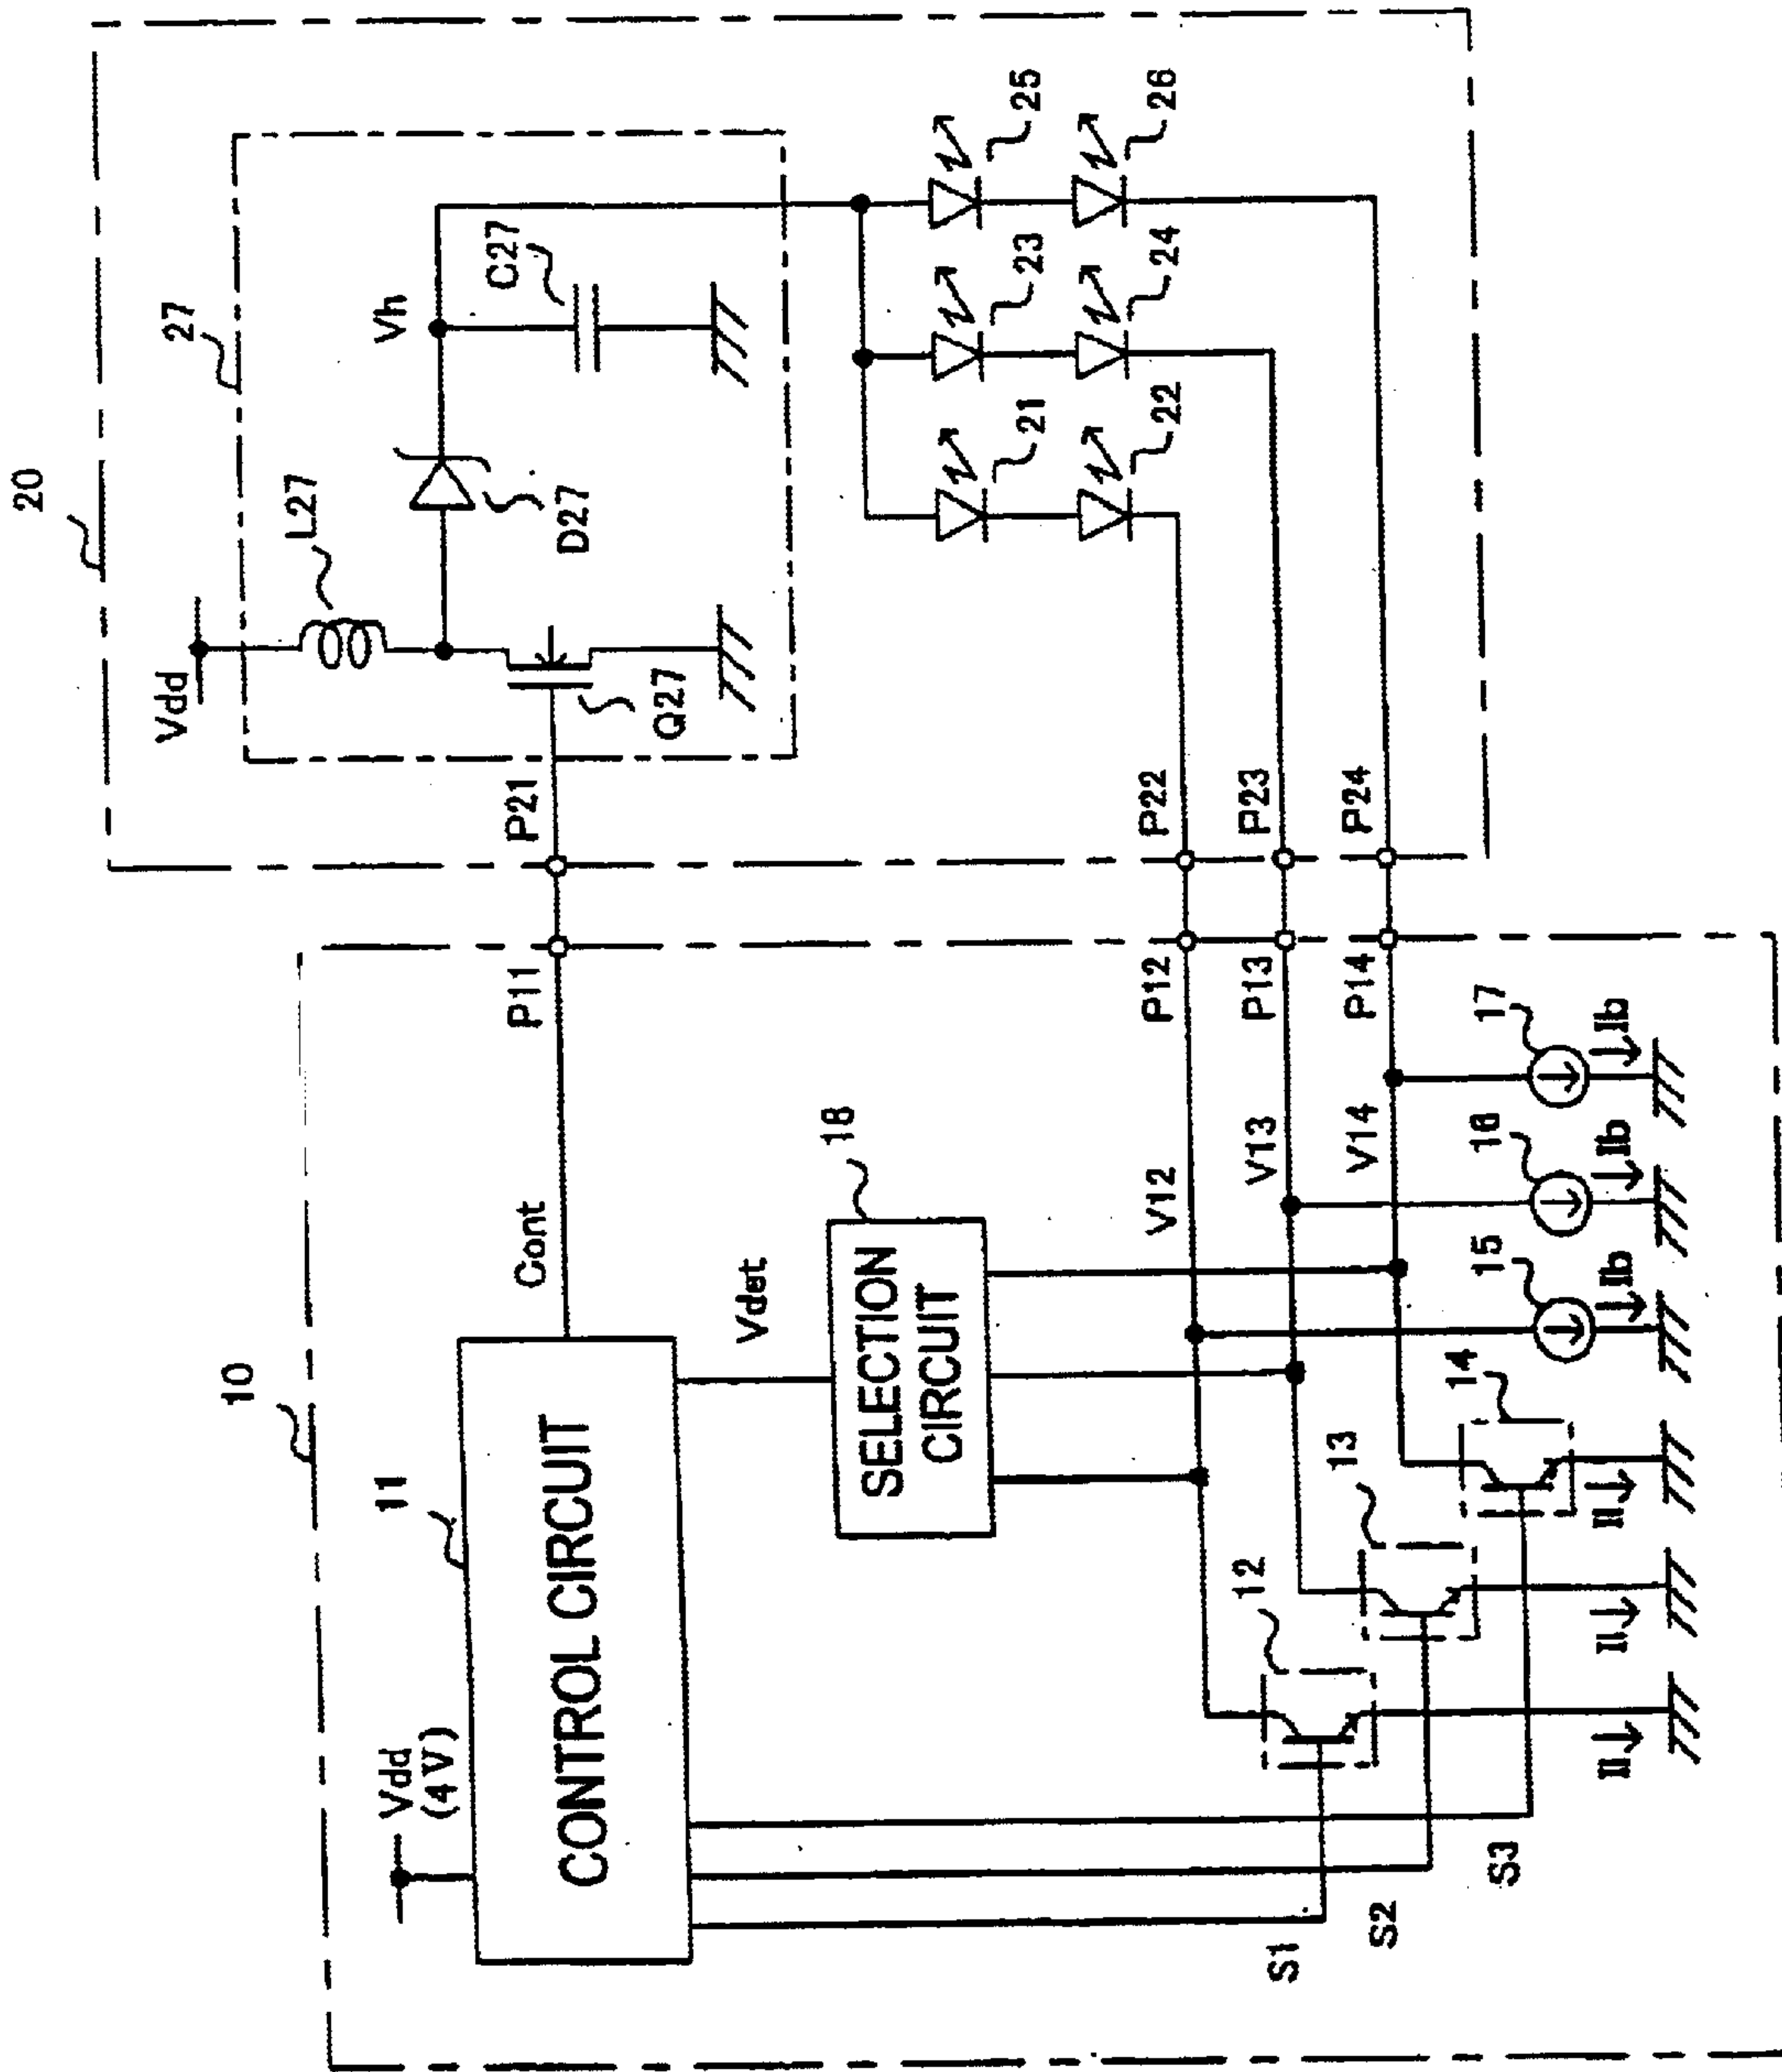 20
27
Vdd
L27
Vh
C27
D27
Q27
21
23
25
22
24
26
P21
P22
P23
P24
10
P11
P12
P13
P14
Cont
11
Vdd
(4V)
CONTROL CIRCUIT
Vdet
18
SELECTION
CIRCUIT
V12
V13
V14
12
13
14
15
16
17
Il
Il
Il
Ib
Ib
Ib
S1
S2
S3